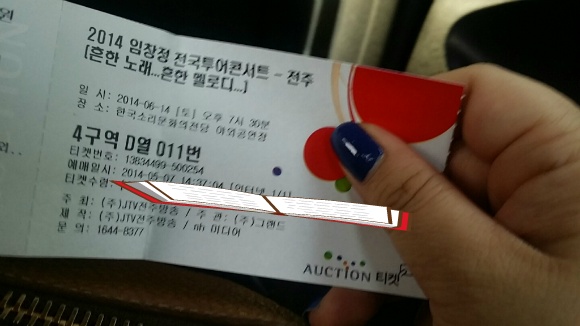 2014 임창정 전국투어콘서트 - 전주
[흔한 노래...흔한 멜로디...]
일 시: 2014-06-14 [토] 오후 7시 30분
장 소: 한국소리문화의전당 야외공연장
4구역 D열 011번
티켓번호: 13834499-500254
예매일시: 2014-05-07 14:37:04 [인터넷 1/1]
티켓수령:
주 최: (주)JTV전주방송 / 주 관: (주)그랜드
제 작: (주)JTV전주방송 / nh 미디어
문 의: 1644-8377
AUCTION 티켓